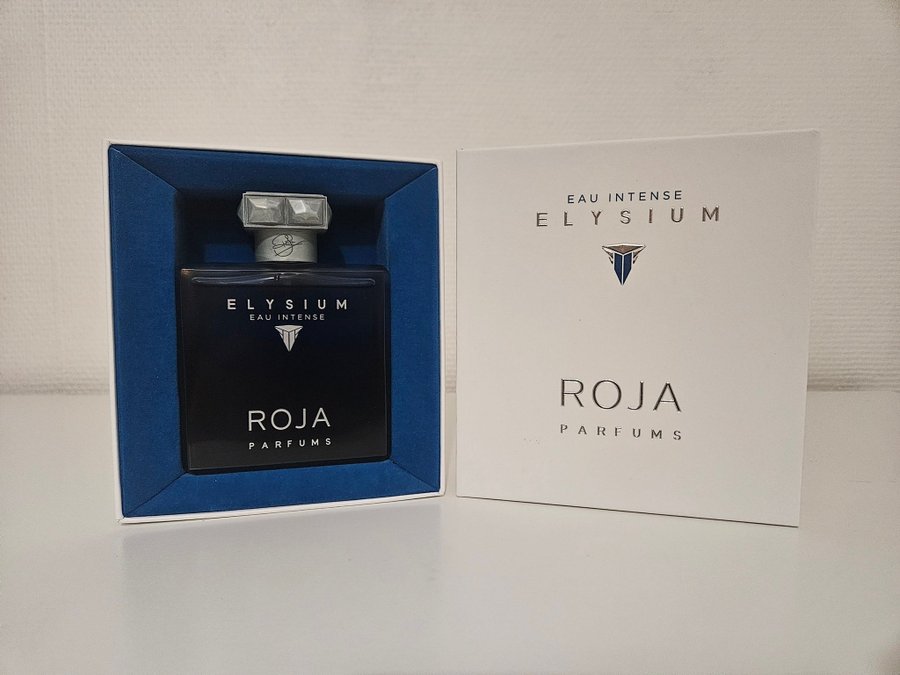 ELYSIUM
EAU INTENSE
ROJA
PARFUMS
EAU INTENSE
ELYSIUM
ROJA
PARFUMS